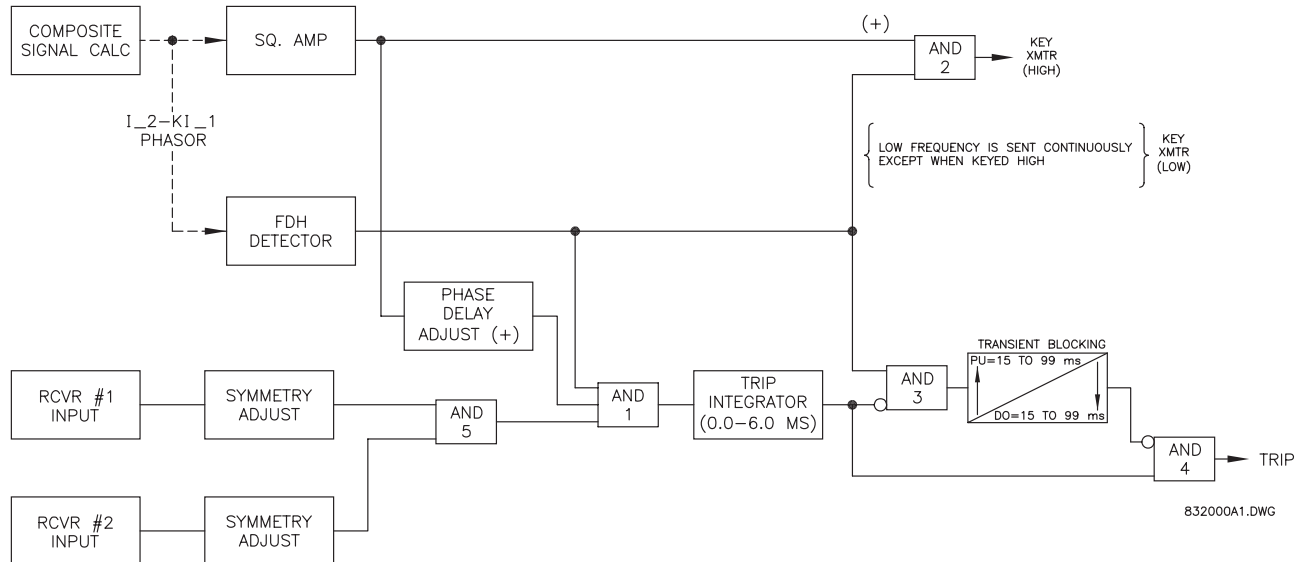 COMPOSITE
SIGNAL CALC
SQ. AMP
(+)
AND
2
KEY
XMTR
(HIGH)
I_2-KI_1
PHASOR
LOW FREQUENCY IS SENT CONTINUOUSLY
EXCEPT WHEN KEYED HIGH
KEY
XMTR
(LOW)
FDH
DETECTOR
PHASE
DELAY
ADJUST (+)
TRANSIENT BLOCKING
PU=15 TO 99 ms
DO=15 TO 99 ms
RCVR #1
INPUT
SYMMETRY
ADJUST
AND
5
AND
1
TRIP
INTEGRATOR
(0.0-6.0 MS)
AND
3
AND
4
TRIP
RCVR #2
INPUT
SYMMETRY
ADJUST
832000A1.DWG